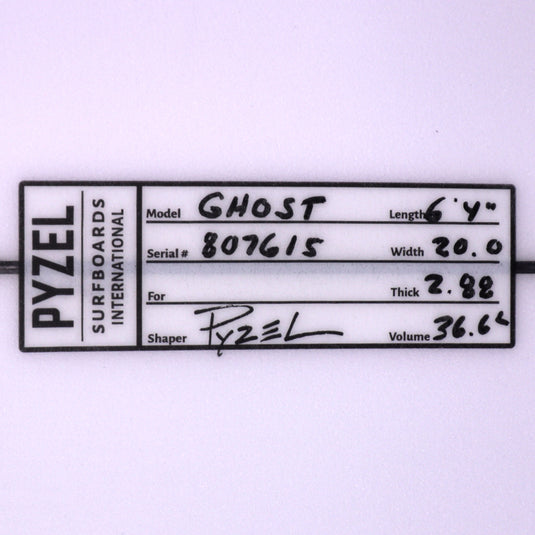 PYZEL
SURFBOARDS
INTERNATIONAL
Model GHOST Length 6'4"
Serial # 807615 Width 20.0
For Thick 2.88
Shaper PYZEL Volume 36.6L